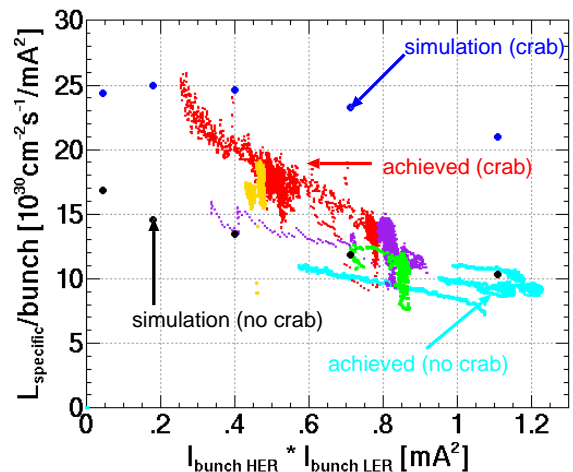 L_specific/bunch [10^30 cm^-2 s^-1/mA^2]
30
25
20
15
10
5
0
simulation (crab)
achieved (crab)
simulation (no crab)
achieved (no crab)
0 .2 .4 .6 .8 1 1.2
I_bunch HER * I_bunch LER [mA^2]